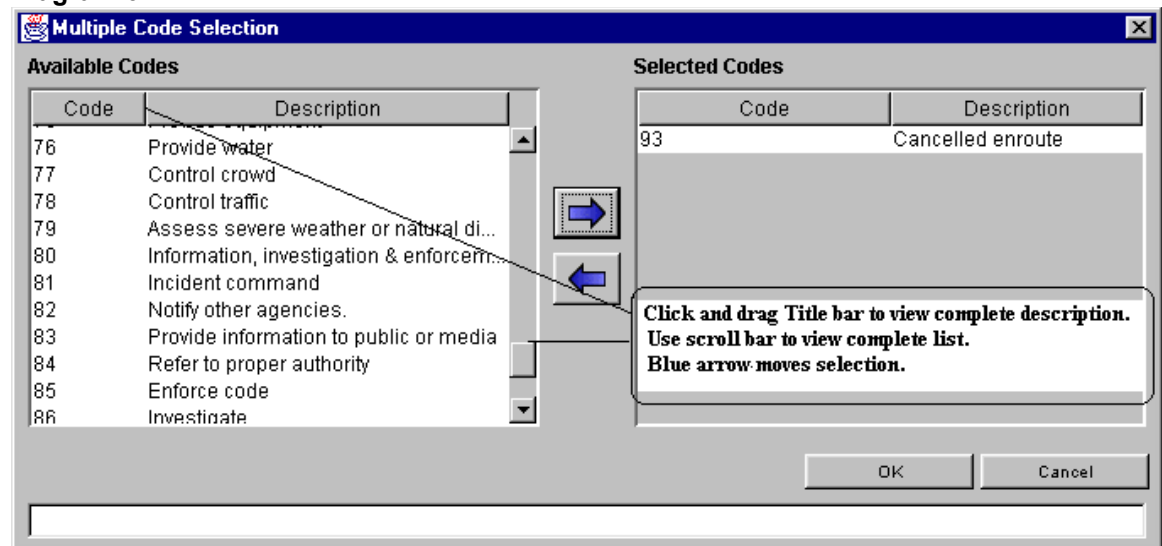 Multiple Code Selection
Available Codes
Selected Codes
Code Description
Code Description
76 Provide water
77 Control crowd
78 Control traffic
79 Assess severe weather or natural di...
80 Information, investigation & enforcem...
81 Incident command
82 Notify other agencies.
83 Provide information to public or media
84 Refer to proper authority
85 Enforce code
86 Investigate
93 Cancelled enroute
Click and drag Title bar to view complete description.
Use scroll bar to view complete list.
Blue arrow moves selection.
OK
Cancel